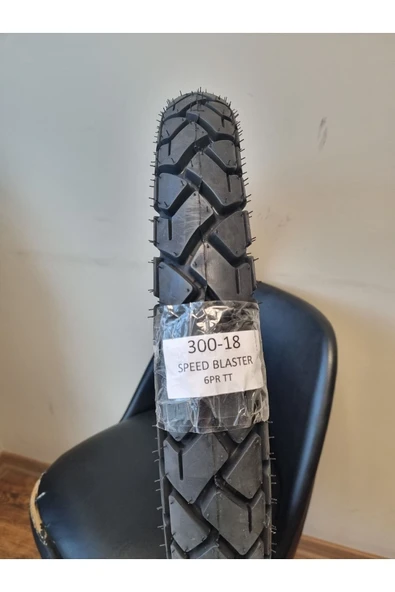 300-18
SPEED BLASTER
6PR TT